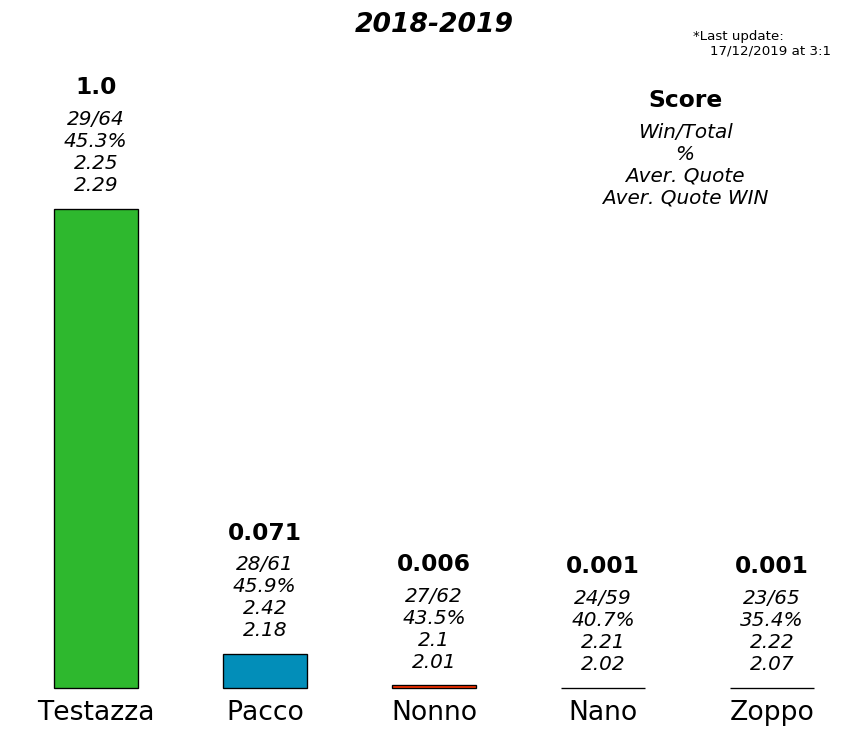 2018-2019
*Last update:
17/12/2019 at 3:1
Score
Win/Total
%
Aver. Quote
Aver. Quote WIN
1.0
29/64
45.3%
2.25
2.29
0.071
28/61
45.9%
2.42
2.18
0.006
27/62
43.5%
2.1
2.01
0.001
24/59
40.7%
2.21
2.02
0.001
23/65
35.4%
2.22
2.07
Testazza
Pacco
Nonno
Nano
Zoppo